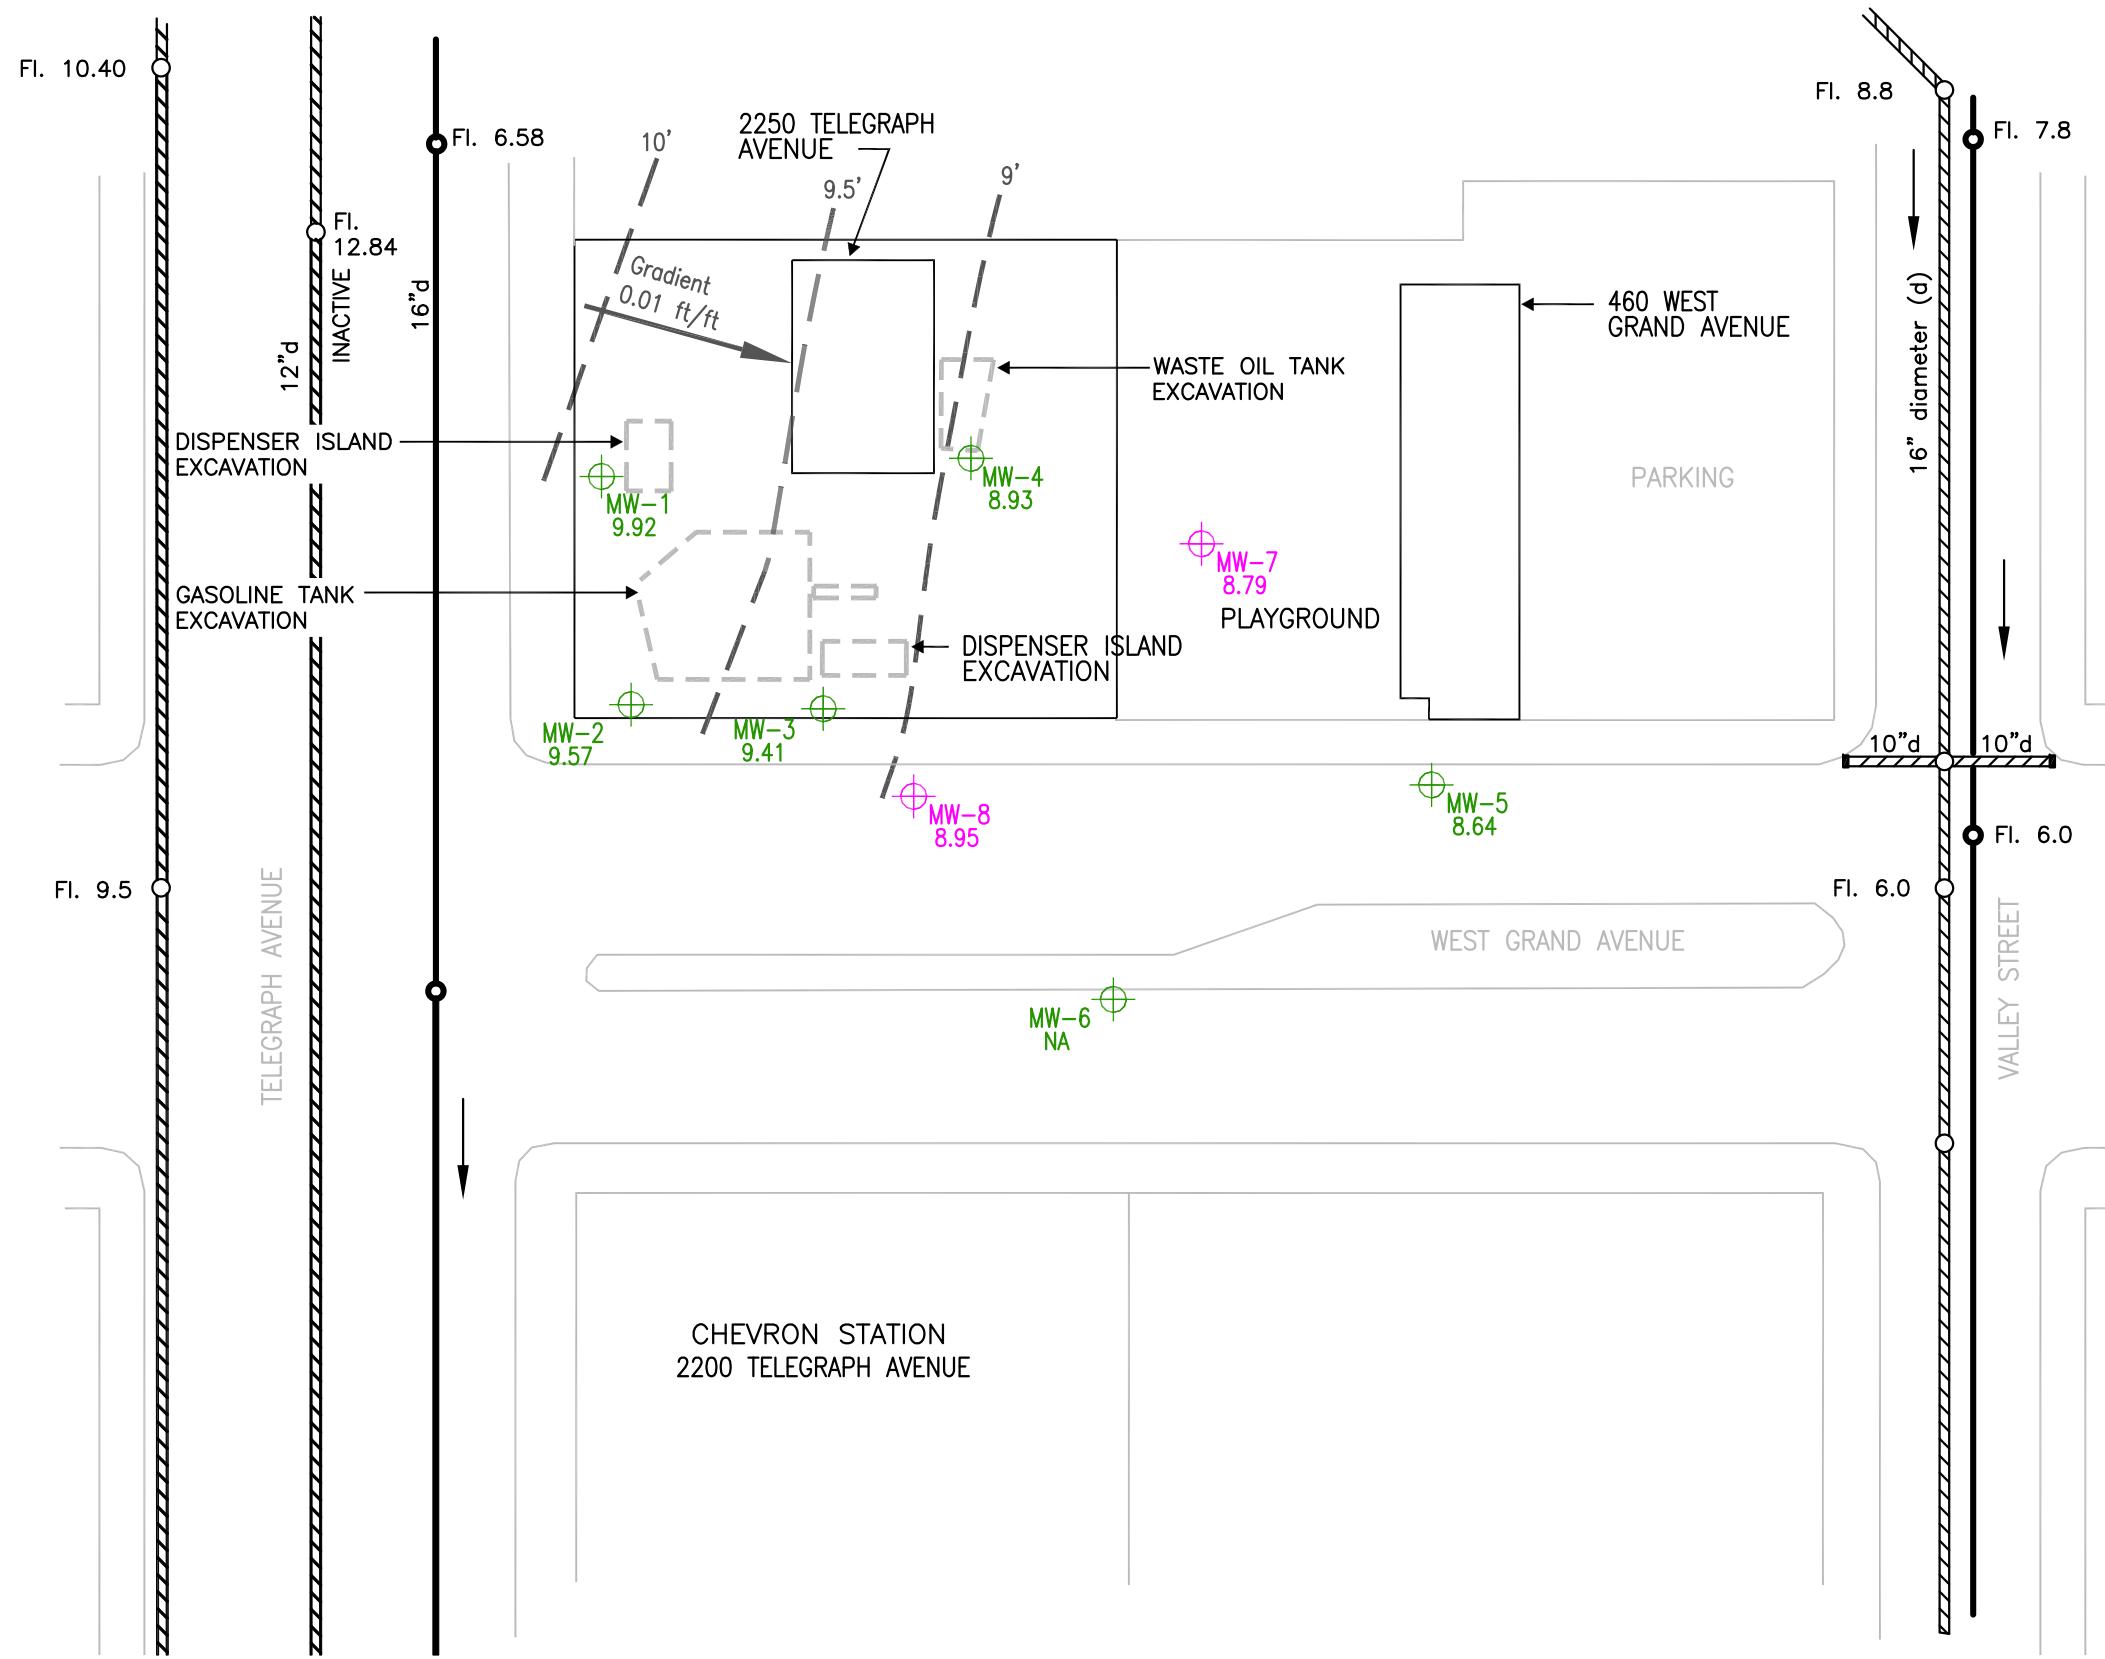 Fl. 10.40
Fl. 6.58
10'
2250 TELEGRAPH
AVENUE
9.5'
9'
Fl. 8.8
Fl. 7.8
Fl.
12.84
INACTIVE
12"d
16"d
Gradient
0.01 ft/ft
460 WEST
GRAND AVENUE
WASTE OIL TANK
EXCAVATION
16" diameter (d)
DISPENSER ISLAND
EXCAVATION
MW-1
9.92
MW-4
8.93
PARKING
MW-7
8.79
PLAYGROUND
GASOLINE TANK
EXCAVATION
DISPENSER ISLAND
EXCAVATION
MW-2
9.57
MW-3
9.41
10"d
10"d
MW-8
8.95
MW-5
8.64
Fl. 6.0
Fl. 9.5
Fl. 6.0
TELEGRAPH AVENUE
WEST GRAND AVENUE
VALLEY STREET
MW-6
NA
CHEVRON STATION
2200 TELEGRAPH AVENUE